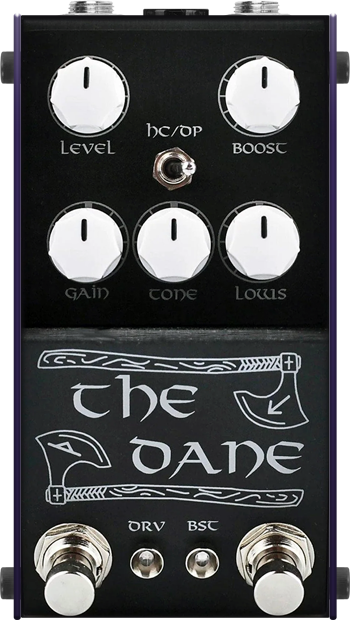 LEVEL
HC/DP
BOOST
GAIN
TONE
LOWS
THE
DANE
DRV
BST